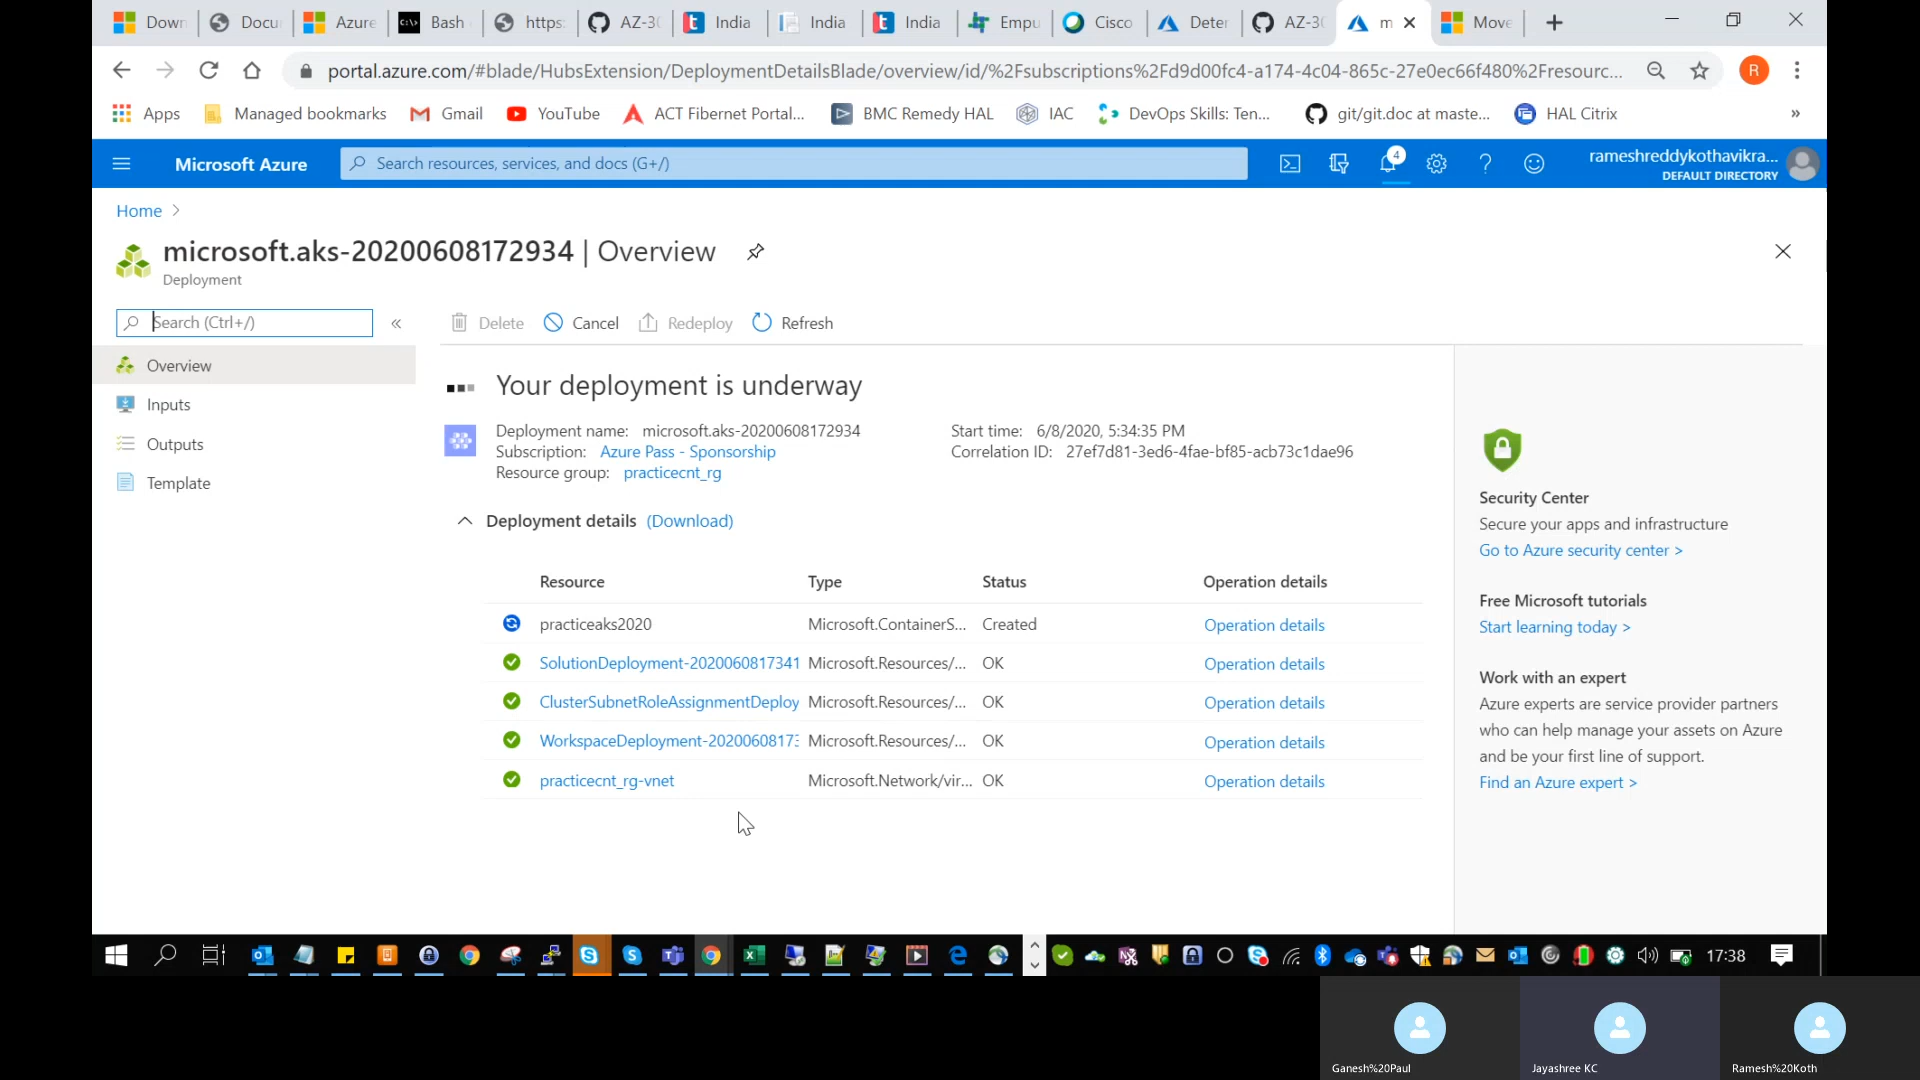 Down
Docu
Azure
Bash
https:
AZ-30
India
India
India
Empu
Cisco
Deter
AZ-30
m
Move
portal.azure.com/#blade/HubsExtension/DeploymentDetailsBlade/overview/id/%2Fsubscriptions%2Fd9d00fc4-a174-4c04-865c-27e0ec66f480%2Fresourc...
R
Apps
Managed bookmarks
Gmail
YouTube
ACT Fibernet Portal...
BMC Remedy HAL
IAC
DevOps Skills: Ten...
git/git.doc at maste...
HAL Citrix
»
Microsoft Azure
Search resources, services, and docs (G+/)
4
rameshreddykothavikra...
DEFAULT DIRECTORY
Home >
microsoft.aks-20200608172934 | Overview
Deployment
Search (Ctrl+/)
«
Delete
Cancel
Redeploy
Refresh
Overview
Inputs
Outputs
Template
Your deployment is underway
Deployment name: microsoft.aks-20200608172934
Subscription: Azure Pass - Sponsorship
Resource group: practicecnt_rg
Start time: 6/8/2020, 5:34:35 PM
Correlation ID: 27ef7d81-3ed6-4fae-bf85-acb73c1dae96
Deployment details (Download)
Resource Type Status Operation details
practiceaks2020 Microsoft.ContainerS... Created Operation details
SolutionDeployment-2020060817341 Microsoft.Resources/... OK Operation details
ClusterSubnetRoleAssignmentDeploy Microsoft.Resources/... OK Operation details
WorkspaceDeployment-20200608173 Microsoft.Resources/... OK Operation details
practicecnt_rg-vnet Microsoft.Network/vir... OK Operation details
Security Center
Secure your apps and infrastructure
Go to Azure security center >
Free Microsoft tutorials
Start learning today >
Work with an expert
Azure experts are service provider partners
who can help manage your assets on Azure
and be your first line of support.
Find an Azure expert >
17:38
Ganesh%20Paul
Jayashree KC
Ramesh%20Koth